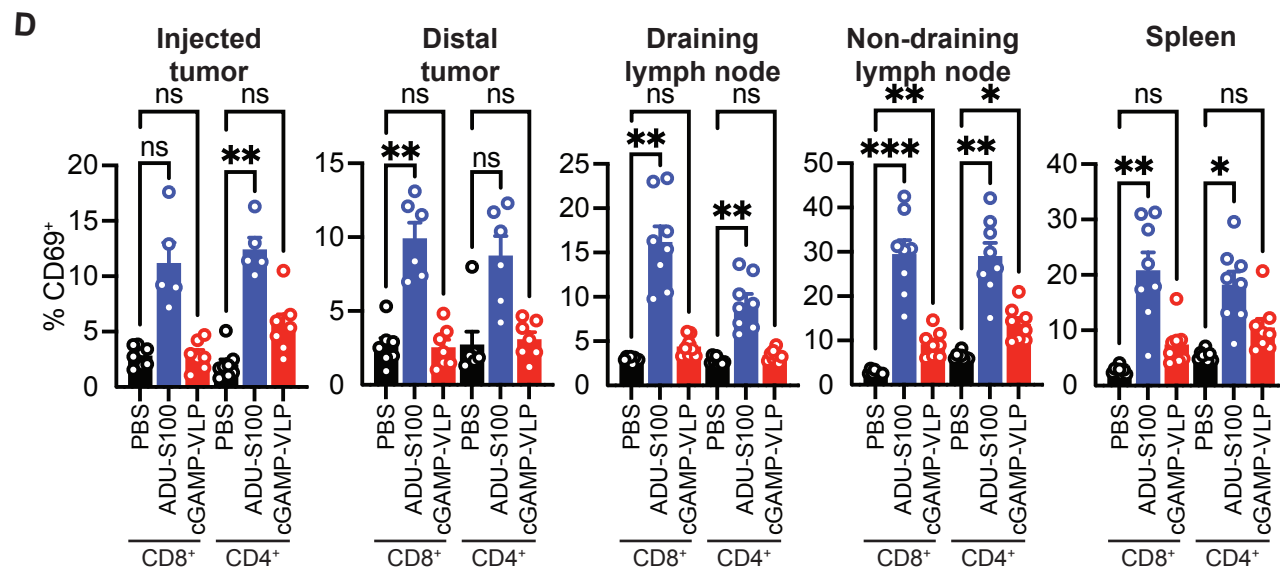 D
Injected
tumor
ns
ns
**
ns
% CD69⁺
20
15
10
5
0
PBS
ADU-S100
cGAMP-VLP
PBS
ADU-S100
cGAMP-VLP
CD8⁺
CD4⁺
Distal
tumor
ns
ns
**
ns
15
10
5
0
PBS
ADU-S100
cGAMP-VLP
PBS
ADU-S100
cGAMP-VLP
CD8⁺
CD4⁺
Draining
lymph node
ns
ns
**
**
25
20
15
10
5
0
PBS
ADU-S100
cGAMP-VLP
PBS
ADU-S100
cGAMP-VLP
CD8⁺
CD4⁺
Non-draining
lymph node
**
*
***
**
50
40
30
20
10
0
PBS
ADU-S100
cGAMP-VLP
PBS
ADU-S100
cGAMP-VLP
CD8⁺
CD4⁺
Spleen
ns
ns
**
*
40
30
20
10
0
PBS
ADU-S100
cGAMP-VLP
PBS
ADU-S100
cGAMP-VLP
CD8⁺
CD4⁺